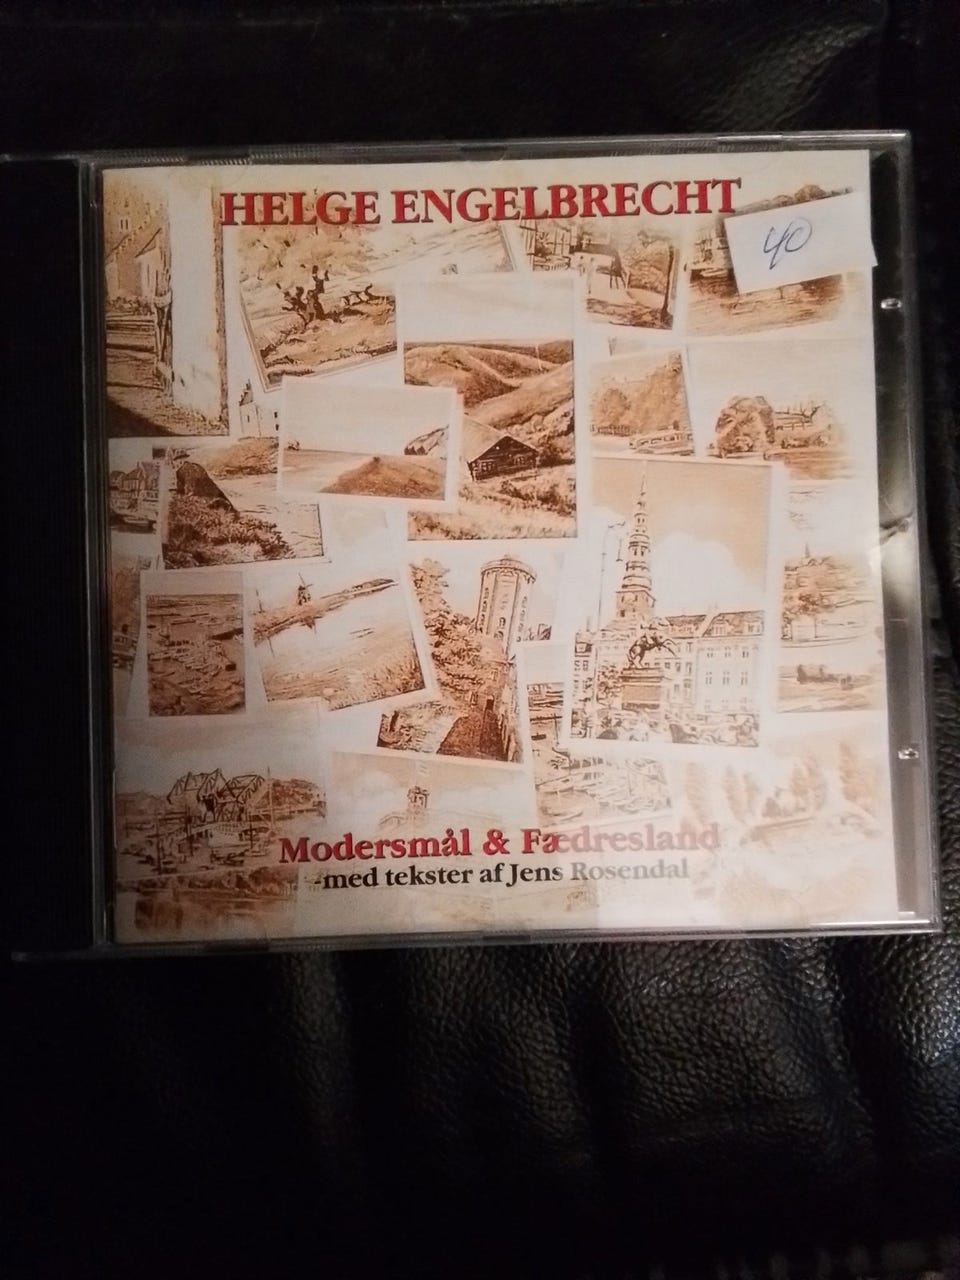 HELGE ENGELBRECHT
40
Modersmål & Fædresland
-med tekster af Jens Rosendal